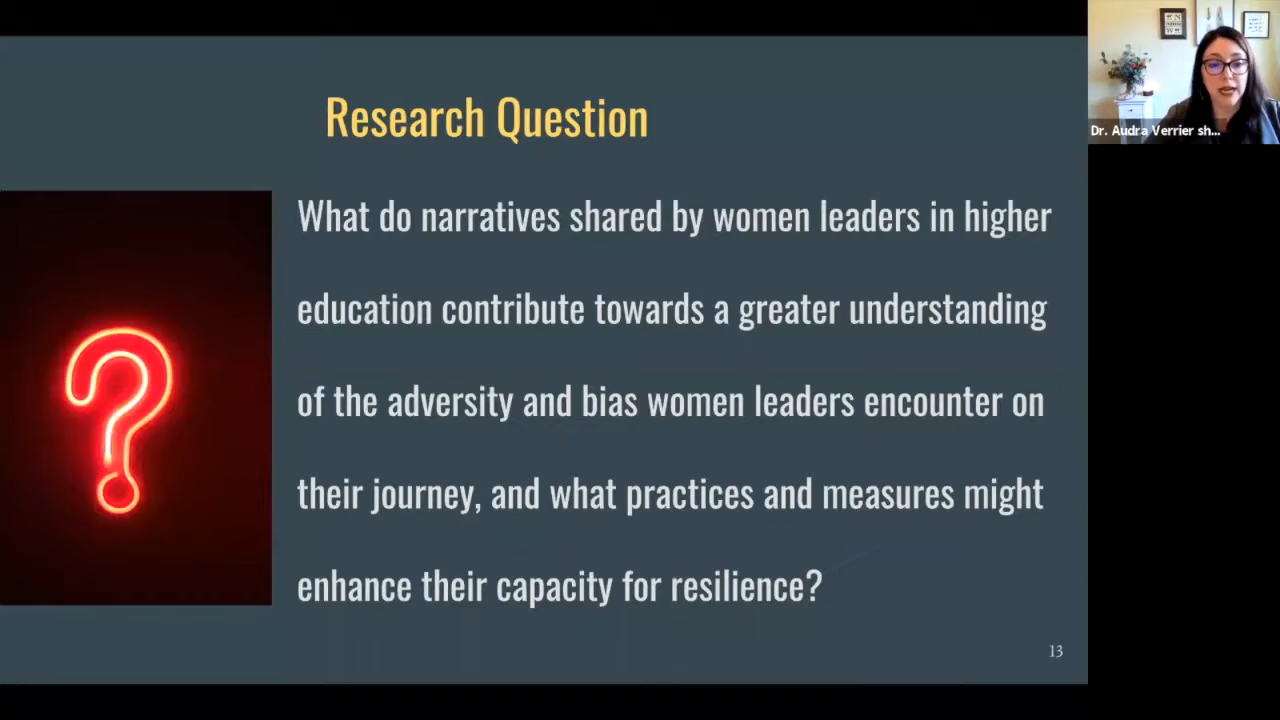 Research Question
What do narratives shared by women leaders in higher
education contribute towards a greater understanding
of the adversity and bias women leaders encounter on
their journey, and what practices and measures might
enhance their capacity for resilience?
13
Dr. Audra Verrier sh...